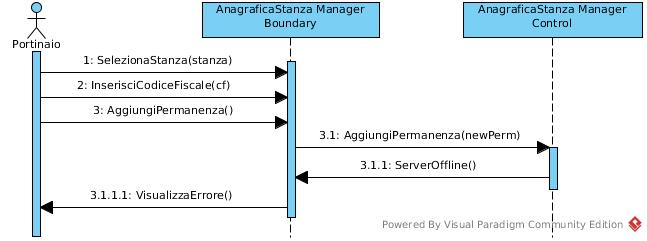 AnagraficaStanza Manager
Boundary
AnagraficaStanza Manager
Control
Portinaio
1: SelezionaStanza(stanza)
2: InserisciCodiceFiscale(cf)
3: AggiungiPermanenza()
3.1: AggiungiPermanenza(newPerm)
3.1.1: ServerOffline()
3.1.1.1: VisualizzaErrore()
Powered By Visual Paradigm Community Edition